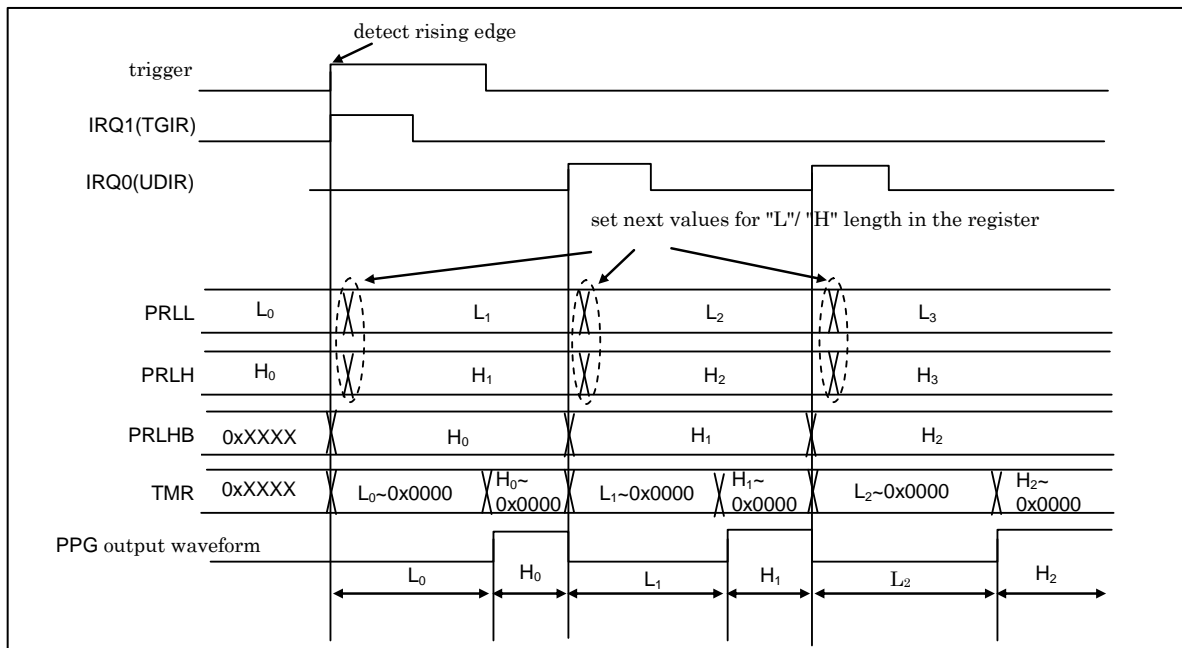 detect rising edge
trigger
IRQ1(TGIR)
IRQ0(UDIR)
set next values for "L"/ "H" length in the register
PRLL L₀ L₁ L₂ L₃
PRLH H₀ H₁ H₂ H₃
PRLHB 0xXXXX H₀ H₁ H₂
TMR 0xXXXX L₀~0x0000 H₀~ 0x0000 L₁~0x0000 H₁~ 0x0000 L₂~0x0000 H₂~ 0x0000
PPG output waveform
L₀ H₀ L₁ H₁ L₂ H₂